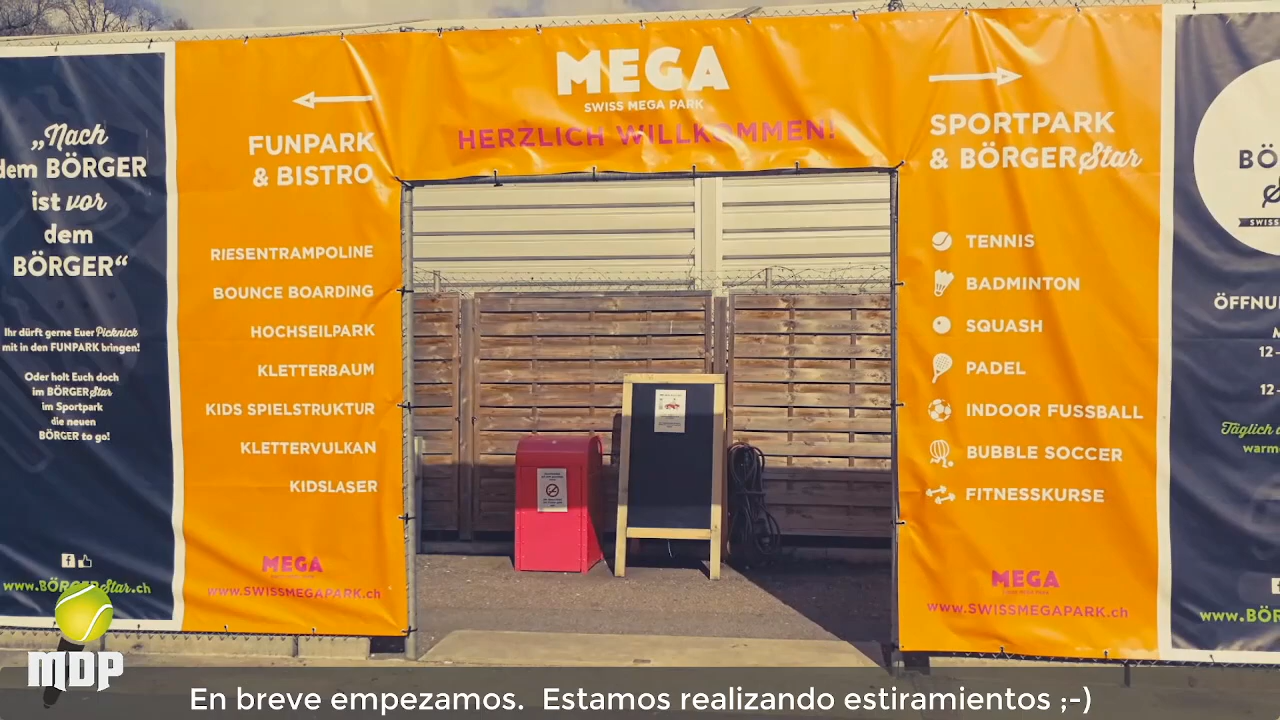 „Nach
dem BÖRGER
ist vor
dem
BÖRGER“
Ihr dürft gerne Euer Picknick
mit in den FUNPARK bringen!
Oder holt Euch doch
im BÖRGERStar
im Sportpark
die neuen
BÖRGER to go!
www.BÖRGERStar.ch
FUNPARK
& BISTRO
RIESENTRAMPOLINE
BOUNCE BOARDING
HOCHSEILPARK
KLETTERBAUM
KIDS SPIELSTRUKTUR
KLETTERVULKAN
KIDSLASER
MEGA
www.SWISSMEGAPARK.ch
MEGA
SWISS MEGA PARK
HERZLICH WILLKOMMEN!
SPORTPARK
& BÖRGERStar
TENNIS
BADMINTON
SQUASH
PADEL
INDOOR FUSSBALL
BUBBLE SOCCER
FITNESSKURSE
MEGA
www.SWISSMEGAPARK.ch
BÖ
SWISS
ÖFFNU
12-
12-
Täglich
warm
www.BÖR
MDP
En breve empezamos. Estamos realizando estiramientos ;-)